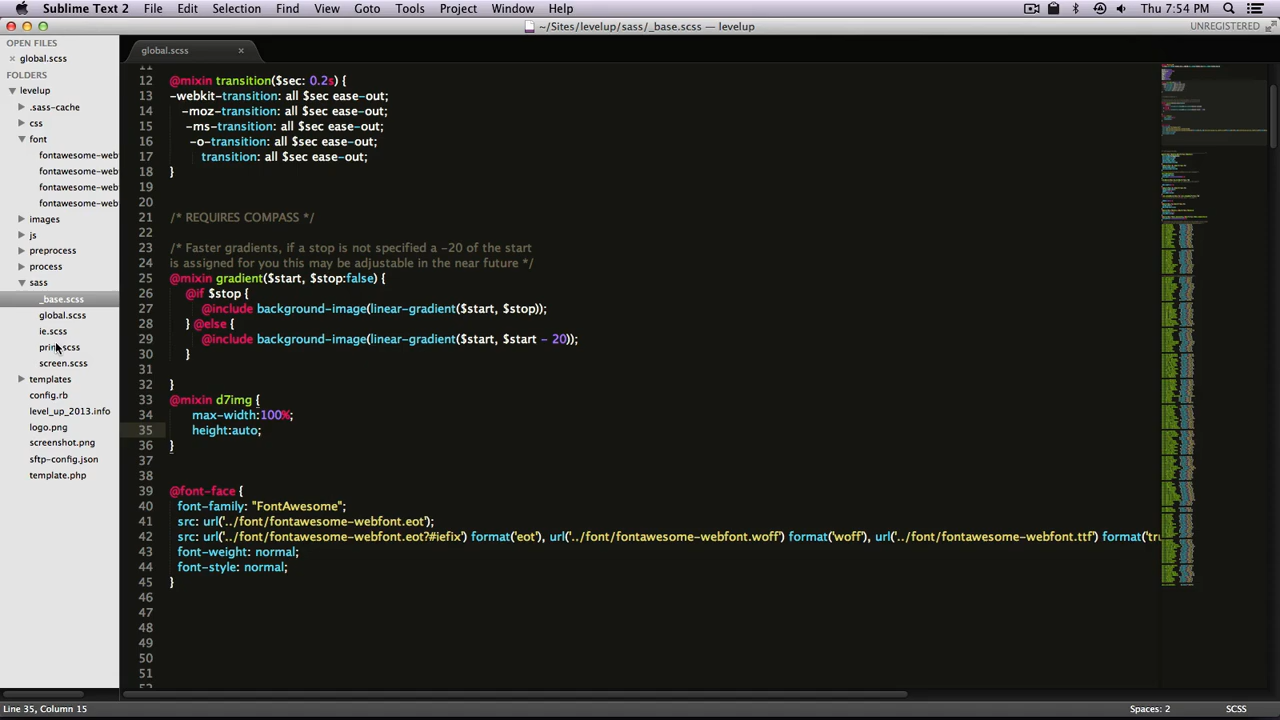 Sublime Text 2 File Edit Selection Find View Goto Tools Project Window Help Thu 7:54 PM
~/Sites/levelup/sass/_base.scss — levelup
UNREGISTERED
OPEN FILES
× global.scss
FOLDERS
levelup
.sass-cache
css
font
fontawesome-web
fontawesome-web
fontawesome-web
fontawesome-web
images
js
preprocess
process
sass
_base.scss
global.scss
ie.scss
print.scss
screen.scss
templates
config.rb
level_up_2013.info
logo.png
screenshot.png
sftp-config.json
template.php
global.scss ×
11
12 @mixin transition($sec: 0.2s) {
13 -webkit-transition: all $sec ease-out;
14 -moz-transition: all $sec ease-out;
15 -ms-transition: all $sec ease-out;
16 -o-transition: all $sec ease-out;
17 transition: all $sec ease-out;
18 }
19
20
21 /* REQUIRES COMPASS */
22
23 /* Faster gradients, if a stop is not specified a -20 of the start
24 is assigned for you this may be adjustable in the near future */
25 @mixin gradient($start, $stop:false) {
26 @if $stop {
27 @include background-image(linear-gradient($start, $stop));
28 } @else {
29 @include background-image(linear-gradient($start, $start - 20));
30 }
31
32 }
33 @mixin d7img {
34 max-width:100%;
35 height:auto;
36 }
37
38
39 @font-face {
40 font-family: "FontAwesome";
41 src: url('../font/fontawesome-webfont.eot');
42 src: url('../font/fontawesome-webfont.eot?#iefix') format('eot'), url('../font/fontawesome-webfont.woff') format('woff'), url('../font/fontawesome-webfont.ttf') format('tru
43 font-weight: normal;
44 font-style: normal;
45 }
46
47
48
49
50
51
Line 35, Column 15
Spaces: 2
SCSS